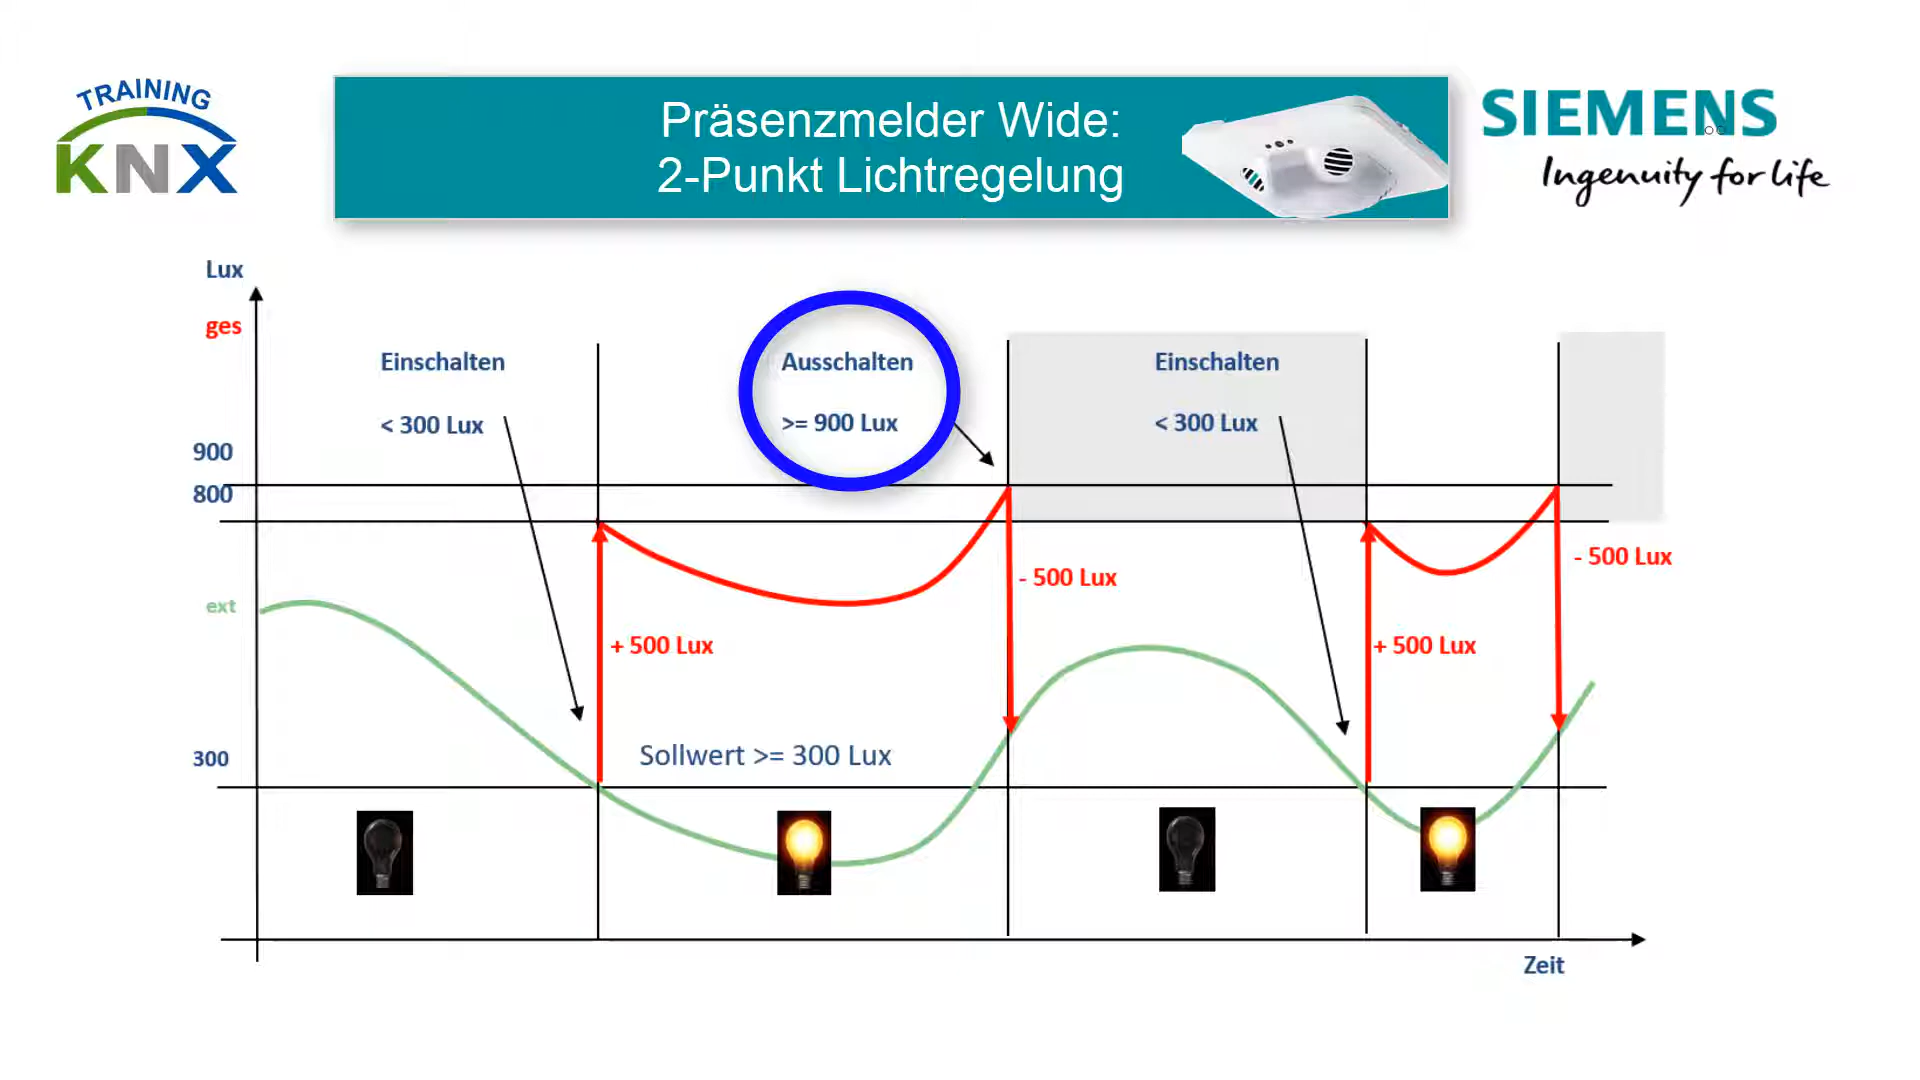 TRAINING
KNX
Präsenzmelder Wide:
2-Punkt Lichtregelung
SIEMENS
Ingenuity for life
Lux
ges
Einschalten
< 300 Lux
Ausschalten
>= 900 Lux
Einschalten
< 300 Lux
900
800
- 500 Lux
- 500 Lux
ext
+ 500 Lux
+ 500 Lux
Sollwert >= 300 Lux
300
Zeit